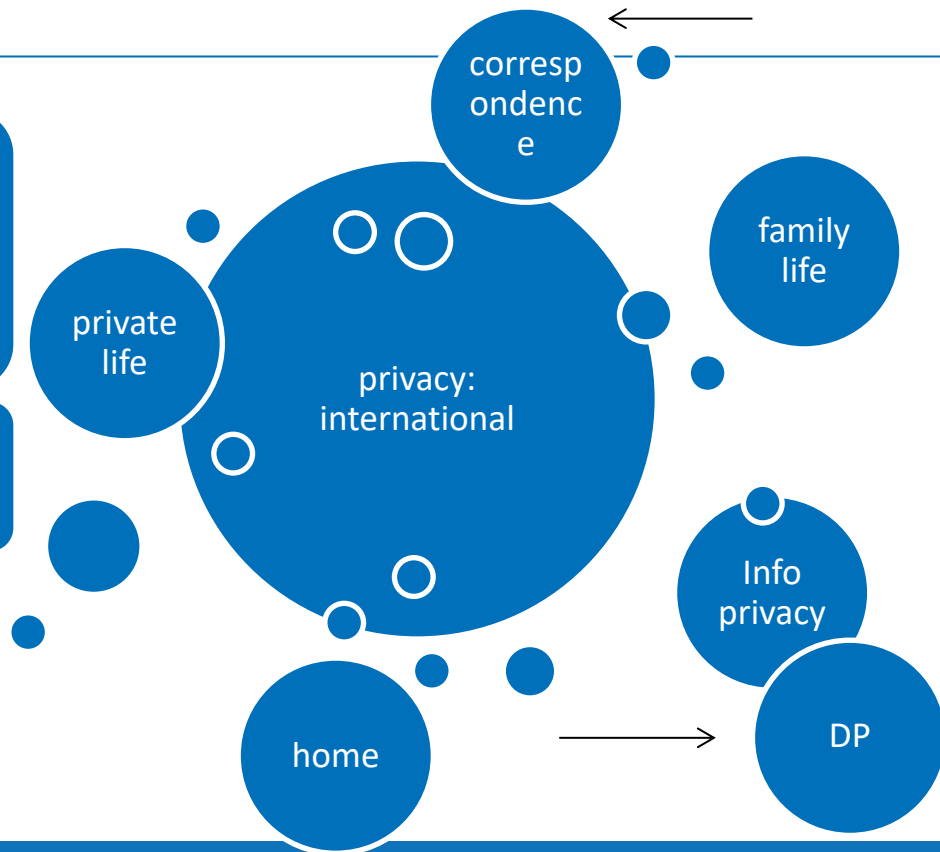 corresp
ondenc
e
family
life
private
life
privacy:
international
Info
privacy
home
DP